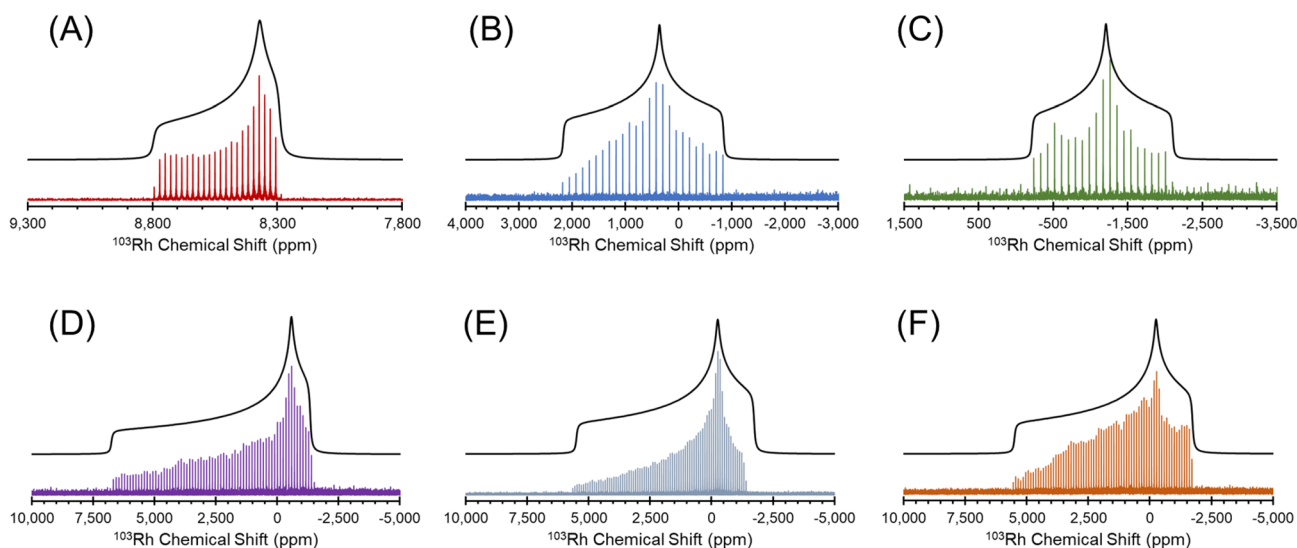 (A) (B) (C)
9,300 8,800 8,300 7,800 4,000 3,000 2,000 1,000 0 -1,000 -2,000 -3,000 1,500 500 -500 -1,500 -2,500 -3,500
¹⁰³Rh Chemical Shift (ppm) ¹⁰³Rh Chemical Shift (ppm) ¹⁰³Rh Chemical Shift (ppm)
(D) (E) (F)
10,000 7,500 5,000 2,500 0 -2,500 -5,000 10,000 7,500 5,000 2,500 0 -2,500 -5,000 10,000 7,500 5,000 2,500 0 -2,500 -5,000
¹⁰³Rh Chemical Shift (ppm) ¹⁰³Rh Chemical Shift (ppm) ¹⁰³Rh Chemical Shift (ppm)